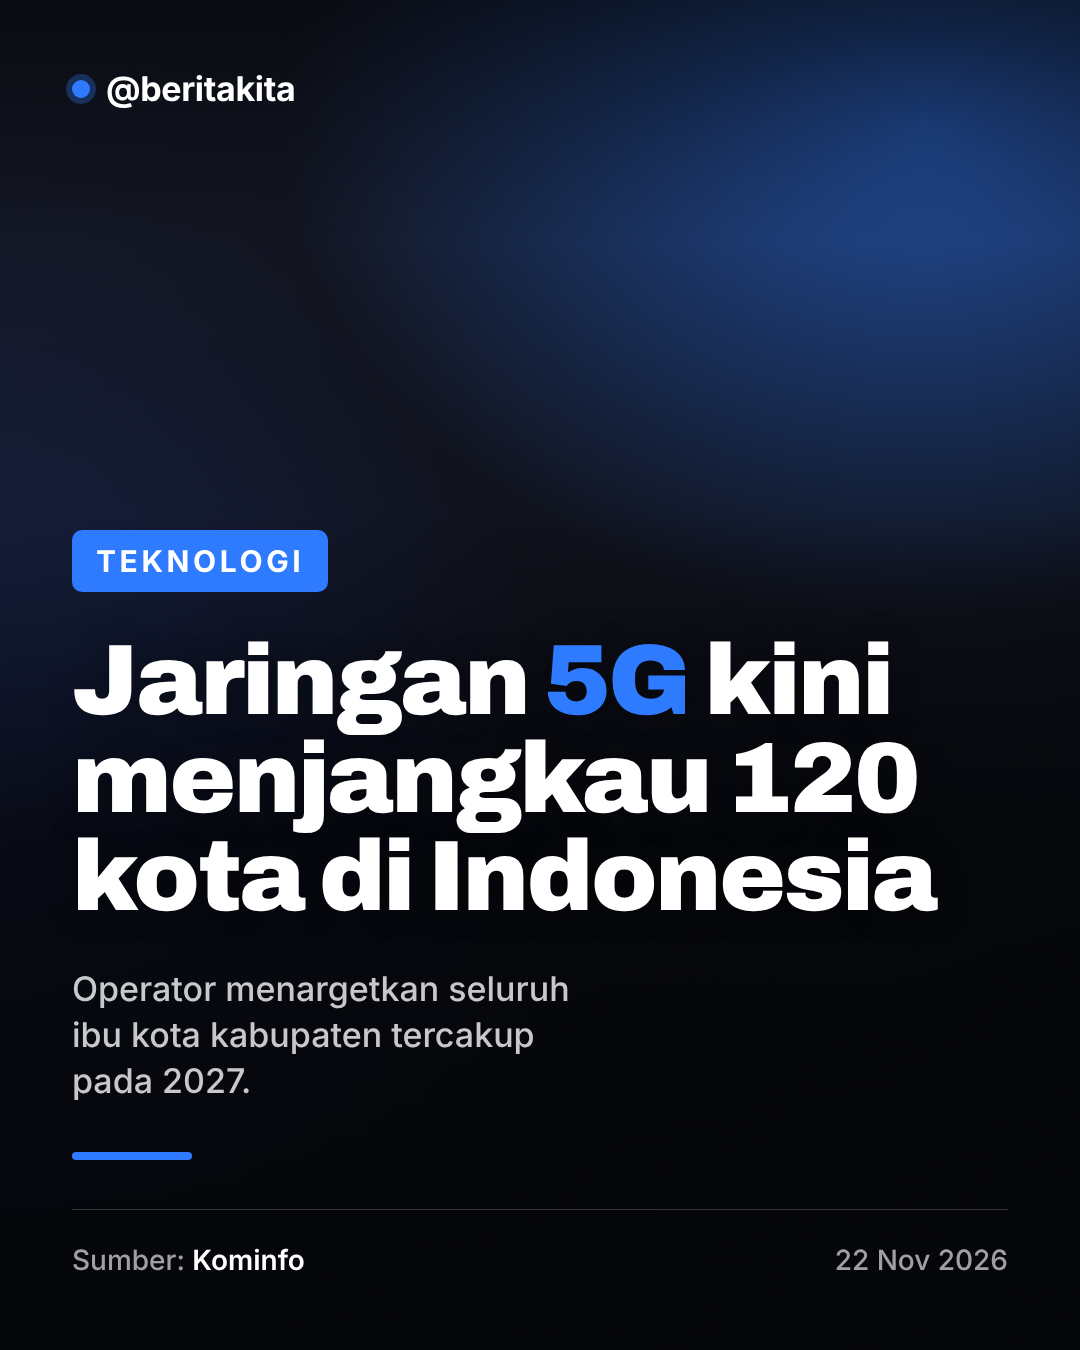 @beritakita
TEKNOLOGI
Jaringan 5G kini
menjangkau 120
kota di Indonesia
Operator menargetkan seluruh
ibu kota kabupaten tercakup
pada 2027.
Sumber: Kominfo
22 Nov 2026